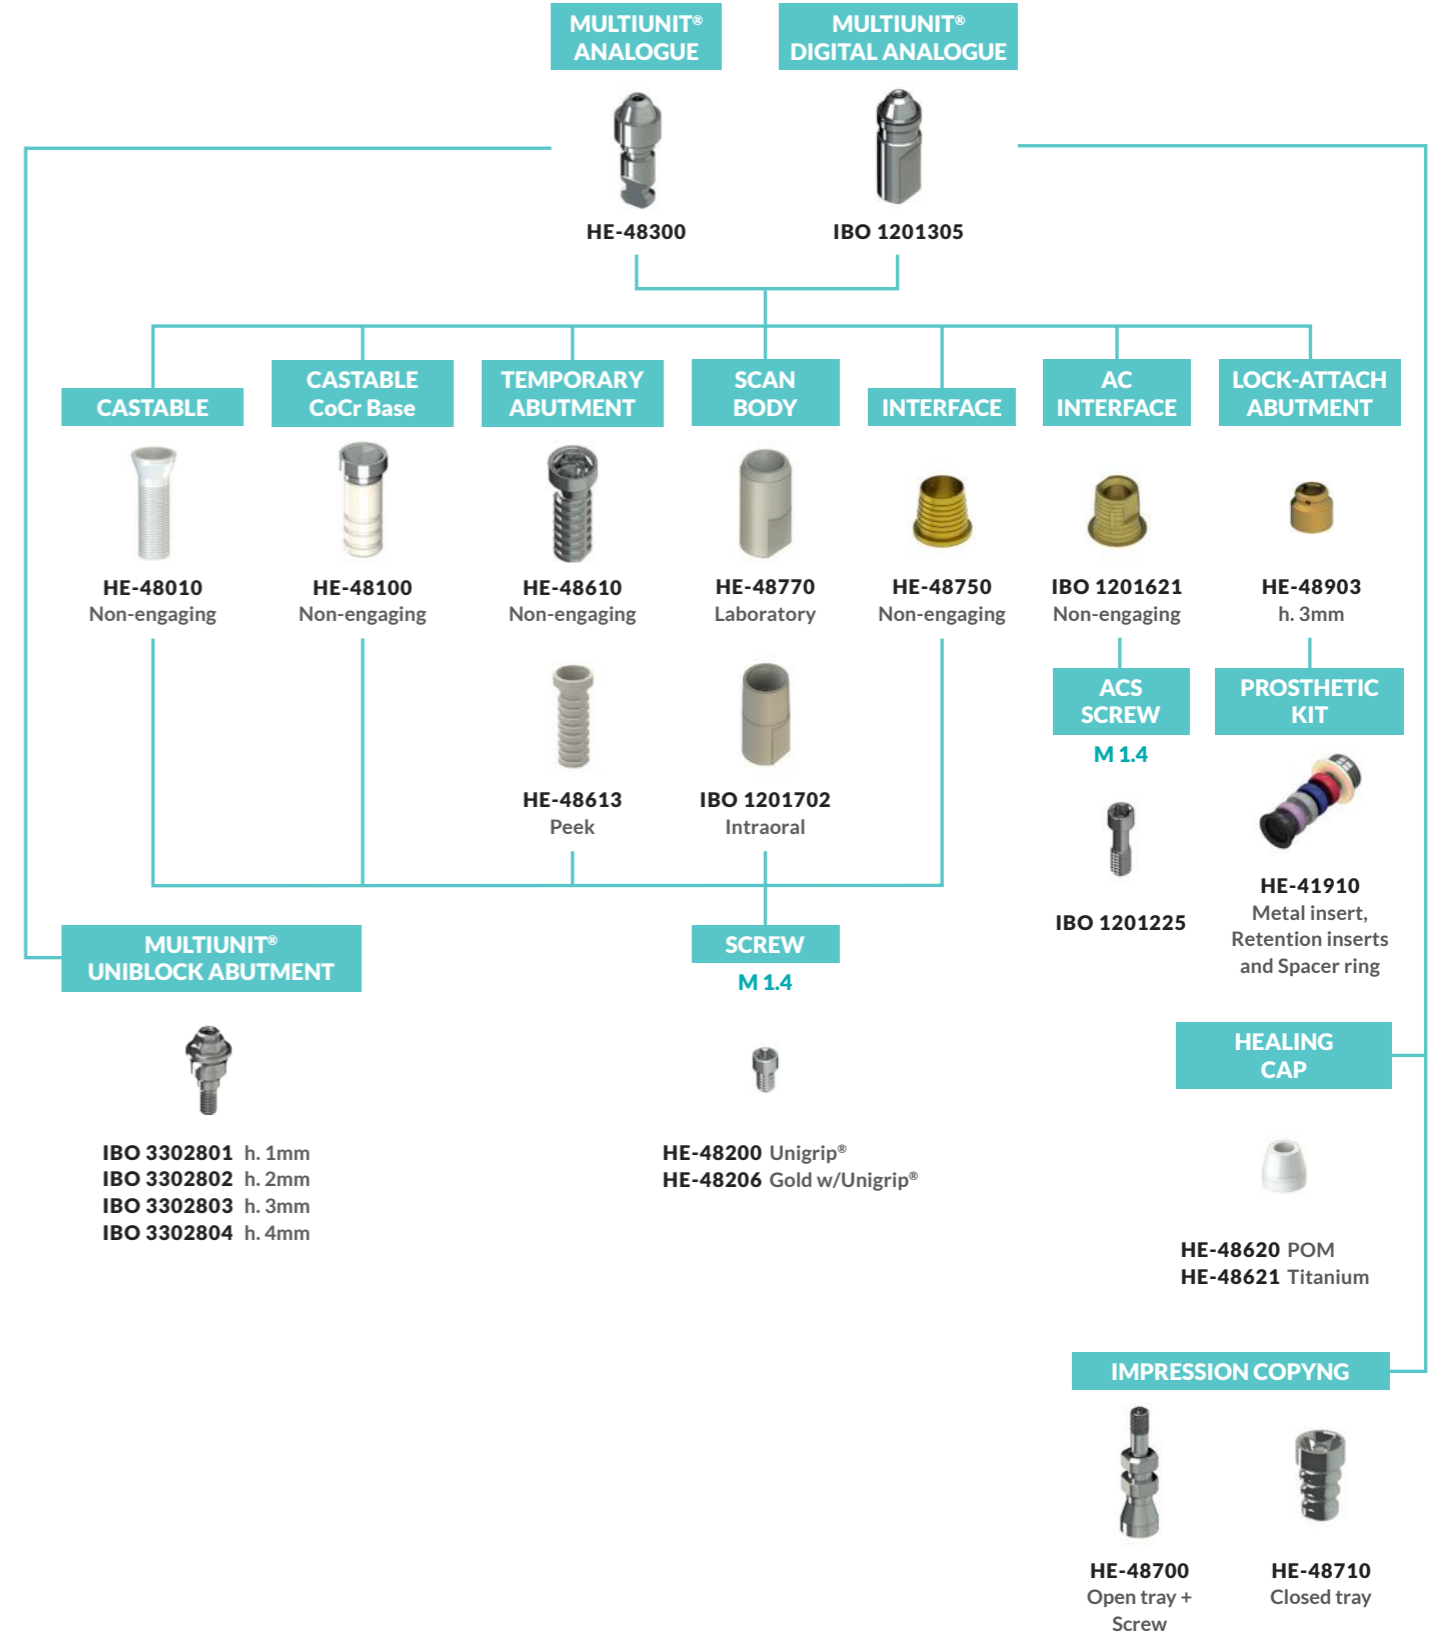 MULTIUNIT®
ANALOGUE
MULTIUNIT®
DIGITAL ANALOGUE
HE-48300
IBO 1201305
CASTABLE
CASTABLE
CoCr Base
TEMPORARY
ABUTMENT
SCAN
BODY
INTERFACE
AC
INTERFACE
LOCK-ATTACH
ABUTMENT
HE-48010
Non-engaging
HE-48100
Non-engaging
HE-48610
Non-engaging
HE-48770
Laboratory
HE-48750
Non-engaging
IBO 1201621
Non-engaging
HE-48903
h. 3mm
HE-48613
Peek
IBO 1201702
Intraoral
ACS
SCREW
M 1.4
IBO 1201225
PROSTHETIC
KIT
HE-41910
Metal insert,
Retention inserts
and Spacer ring
MULTIUNIT®
UNIBLOCK ABUTMENT
IBO 3302801 h. 1mm
IBO 3302802 h. 2mm
IBO 3302803 h. 3mm
IBO 3302804 h. 4mm
SCREW
M 1.4
HE-48200 Unigrip®
HE-48206 Gold w/Unigrip®
HEALING
CAP
HE-48620 POM
HE-48621 Titanium
IMPRESSION COPYNG
HE-48700
Open tray +
Screw
HE-48710
Closed tray